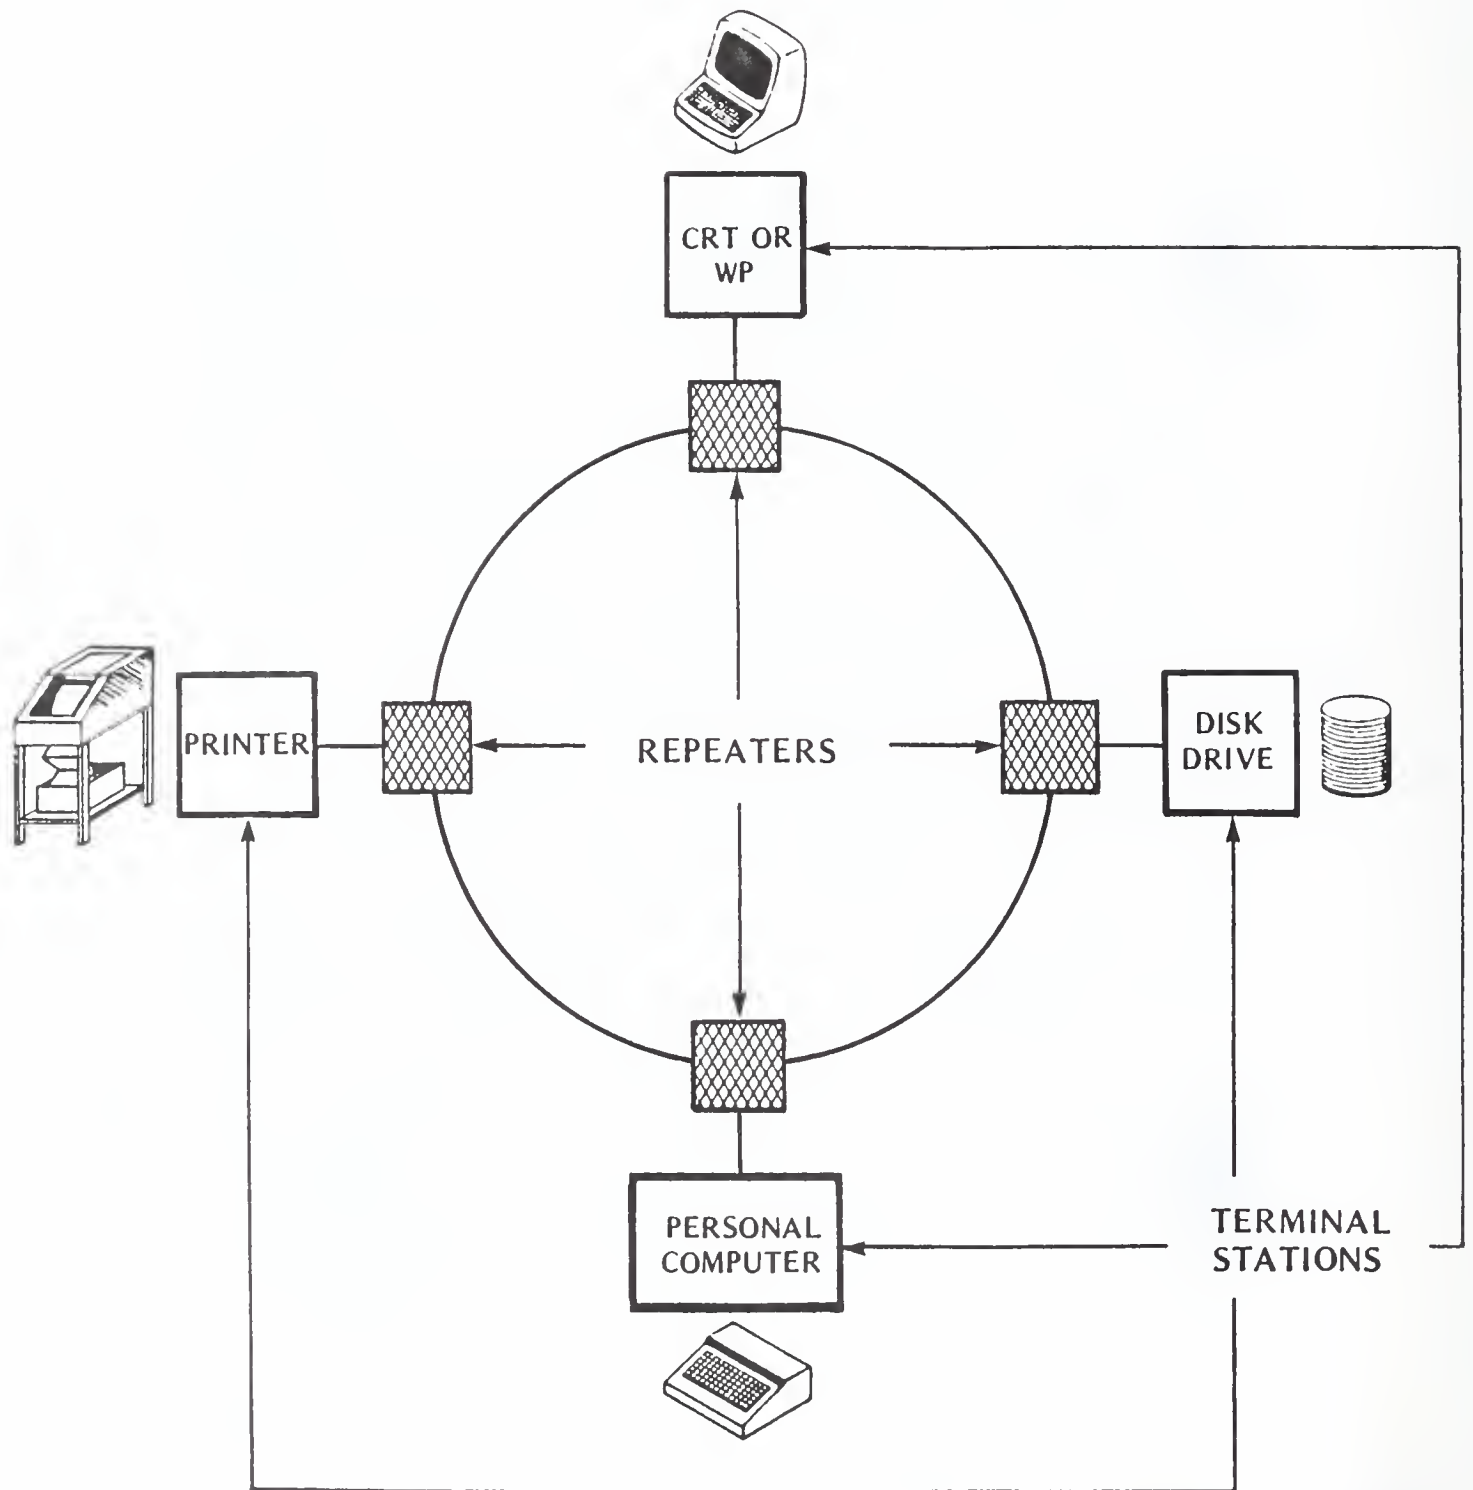 CRT OR
WP
PRINTER
REPEATERS
DISK
DRIVE
PERSONAL
COMPUTER
TERMINAL
STATIONS